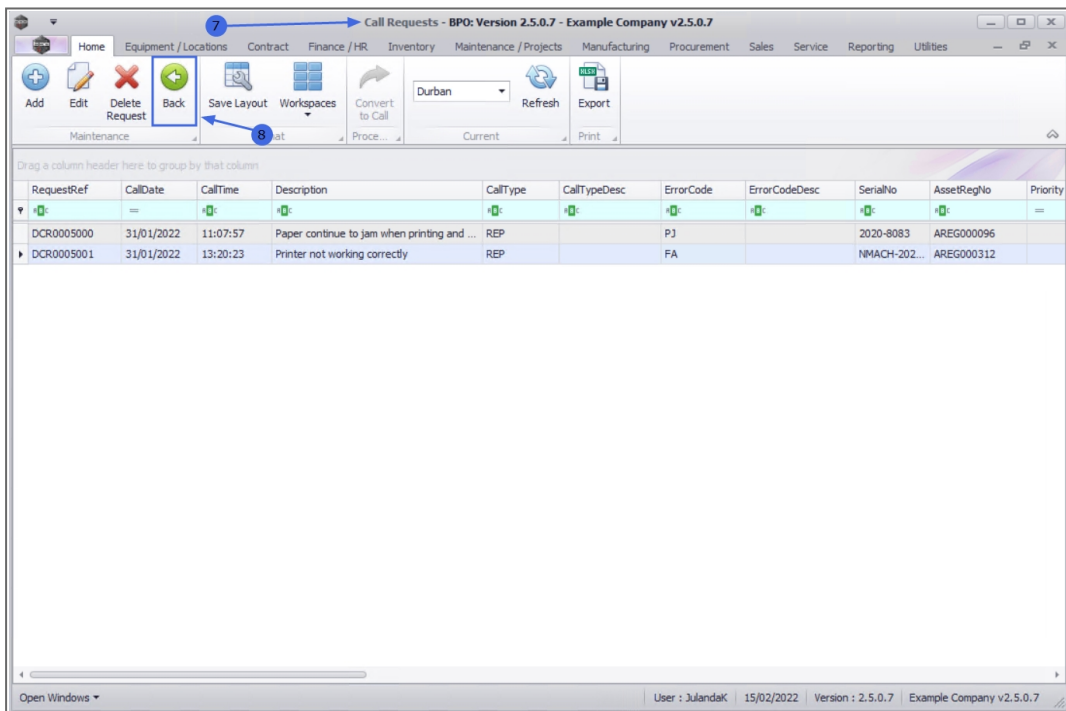 7
Call Requests - BPO: Version 2.5.0.7 - Example Company v2.5.0.7
Home Equipment / Locations Contract Finance / HR Inventory Maintenance / Projects Manufacturing Procurement Sales Service Reporting Utilities
Add Edit Delete Request Back Save Layout Workspaces Convert to Call Durban Refresh Export
Maintenance 8 at Proce... Current Print
Drag a column header here to group by that column
RequestRef CallDate CallTime Description CallType CallTypeDesc ErrorCode ErrorCodeDesc SerialNo AssetRegNo Priority
DCR0005000 31/01/2022 11:07:57 Paper continue to jam when printing and ... REP PJ 2020-8083 AREG000096
DCR0005001 31/01/2022 13:20:23 Printer not working correctly REP FA NMACH-202... AREG000312
Open Windows User : JulandaK 15/02/2022 Version : 2.5.0.7 Example Company v2.5.0.7